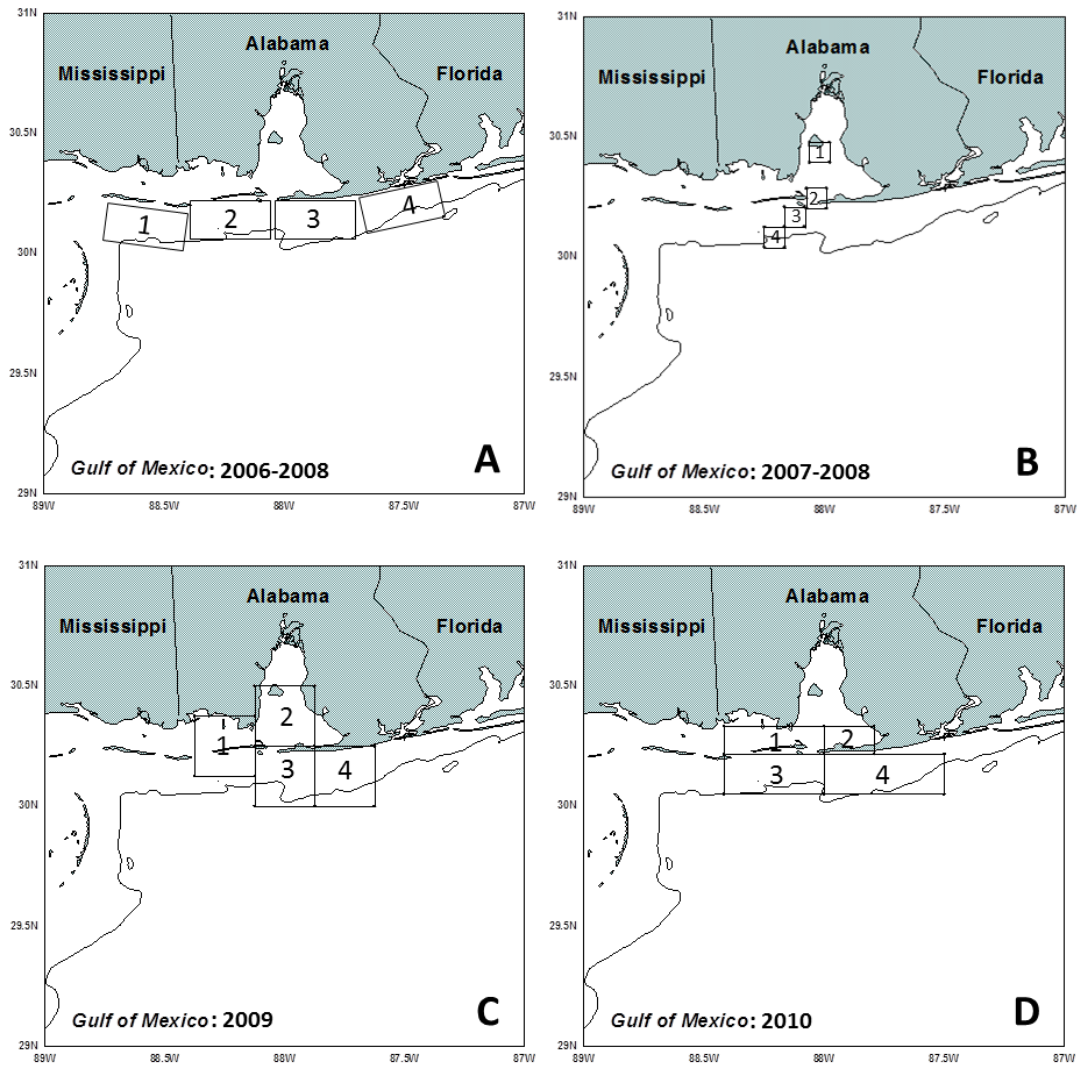 31N
Alabama
Mississippi
Florida
30.5N
1
2
3
4
30N
29.5N
Gulf of Mexico: 2006-2008
A
29N
89W
88.5W
88W
87.5W
87W
31N
Alabama
Mississippi
Florida
30.5N
1
2
3
4
30N
29.5N
Gulf of Mexico: 2007-2008
B
29N
89W
88.5W
88W
87.5W
87W
31N
Alabama
Mississippi
Florida
30.5N
2
1
3
4
30N
29.5N
Gulf of Mexico: 2009
C
29N
89W
88.5W
88W
87.5W
87W
31N
Alabama
Mississippi
Florida
30.5N
1
2
3
4
30N
29.5N
Gulf of Mexico: 2010
D
29N
89W
88.5W
88W
87.5W
87W